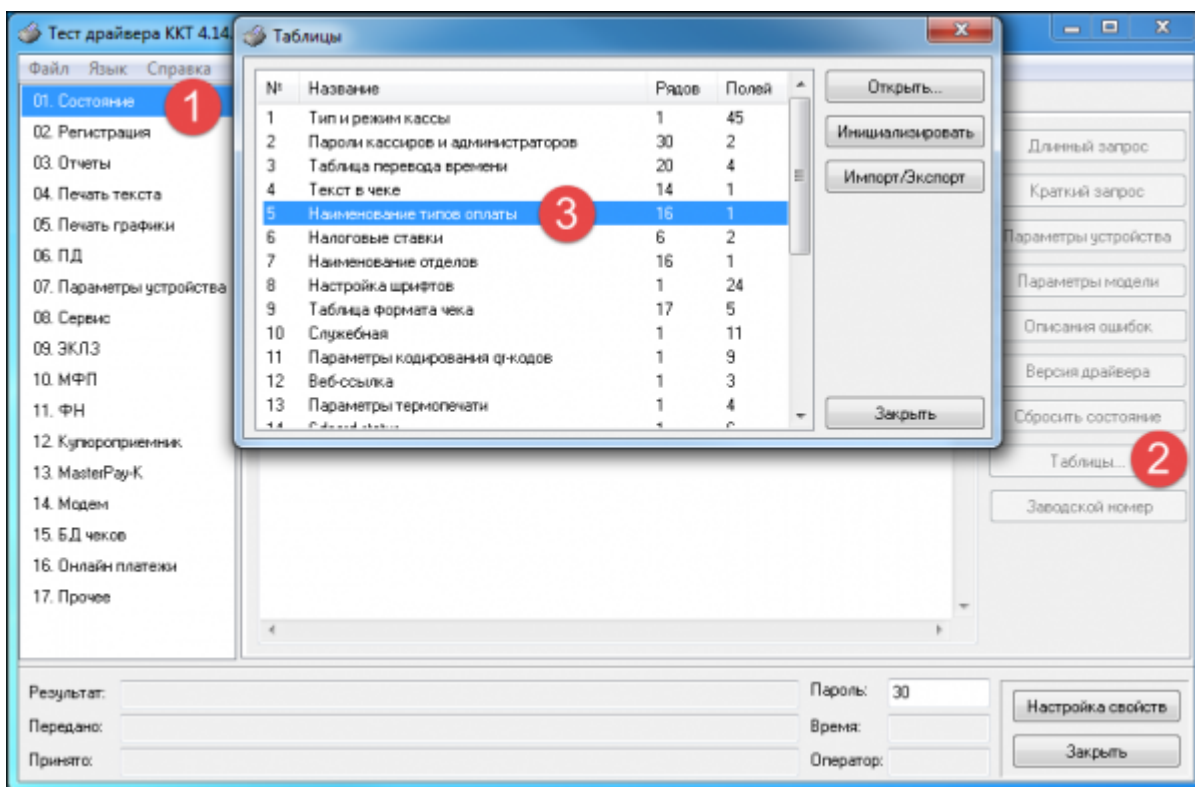 Тест драйвера ККТ 4.14.
Файл Язык Справка
01. Состояние
1
02. Регистрация
03. Отчеты
04. Печать текста
05. Печать графики
06. ПД
07. Параметры устройства
08. Сервис
09. ЭКЛЗ
10. МФП
11. ФН
12. Купюроприемник
13. MasterPay-K
14. Модем
15. БД чеков
16. Онлайн платежи
17. Прочее
Таблицы
№ Название Рядов Полей
1 Тип и режим кассы 1 45
2 Пароли кассиров и администраторов 30 2
3 Таблица перевода времени 20 4
4 Текст в чеке 14 1
5 Наименование типов оплаты 3 16 1
6 Налоговые ставки 6 2
7 Наименование отделов 16 1
8 Настройка шрифтов 1 24
9 Таблица формата чека 17 5
10 Служебная 1 11
11 Параметры кодирования qr-кодов 1 9
12 Веб-ссылка 1 3
13 Параметры термопечати 1 4
Открыть...
Инициализировать
Импорт/Экспорт
Закрыть
Длинный запрос
Краткий запрос
Параметры устройства
Параметры модели
Описания ошибок
Версия драйвера
Сбросить состояние
Таблицы...
2
Заводской номер
Результат:
Передано:
Принято:
Пароль: 30
Время:
Оператор:
Настройка свойств
Закрыть